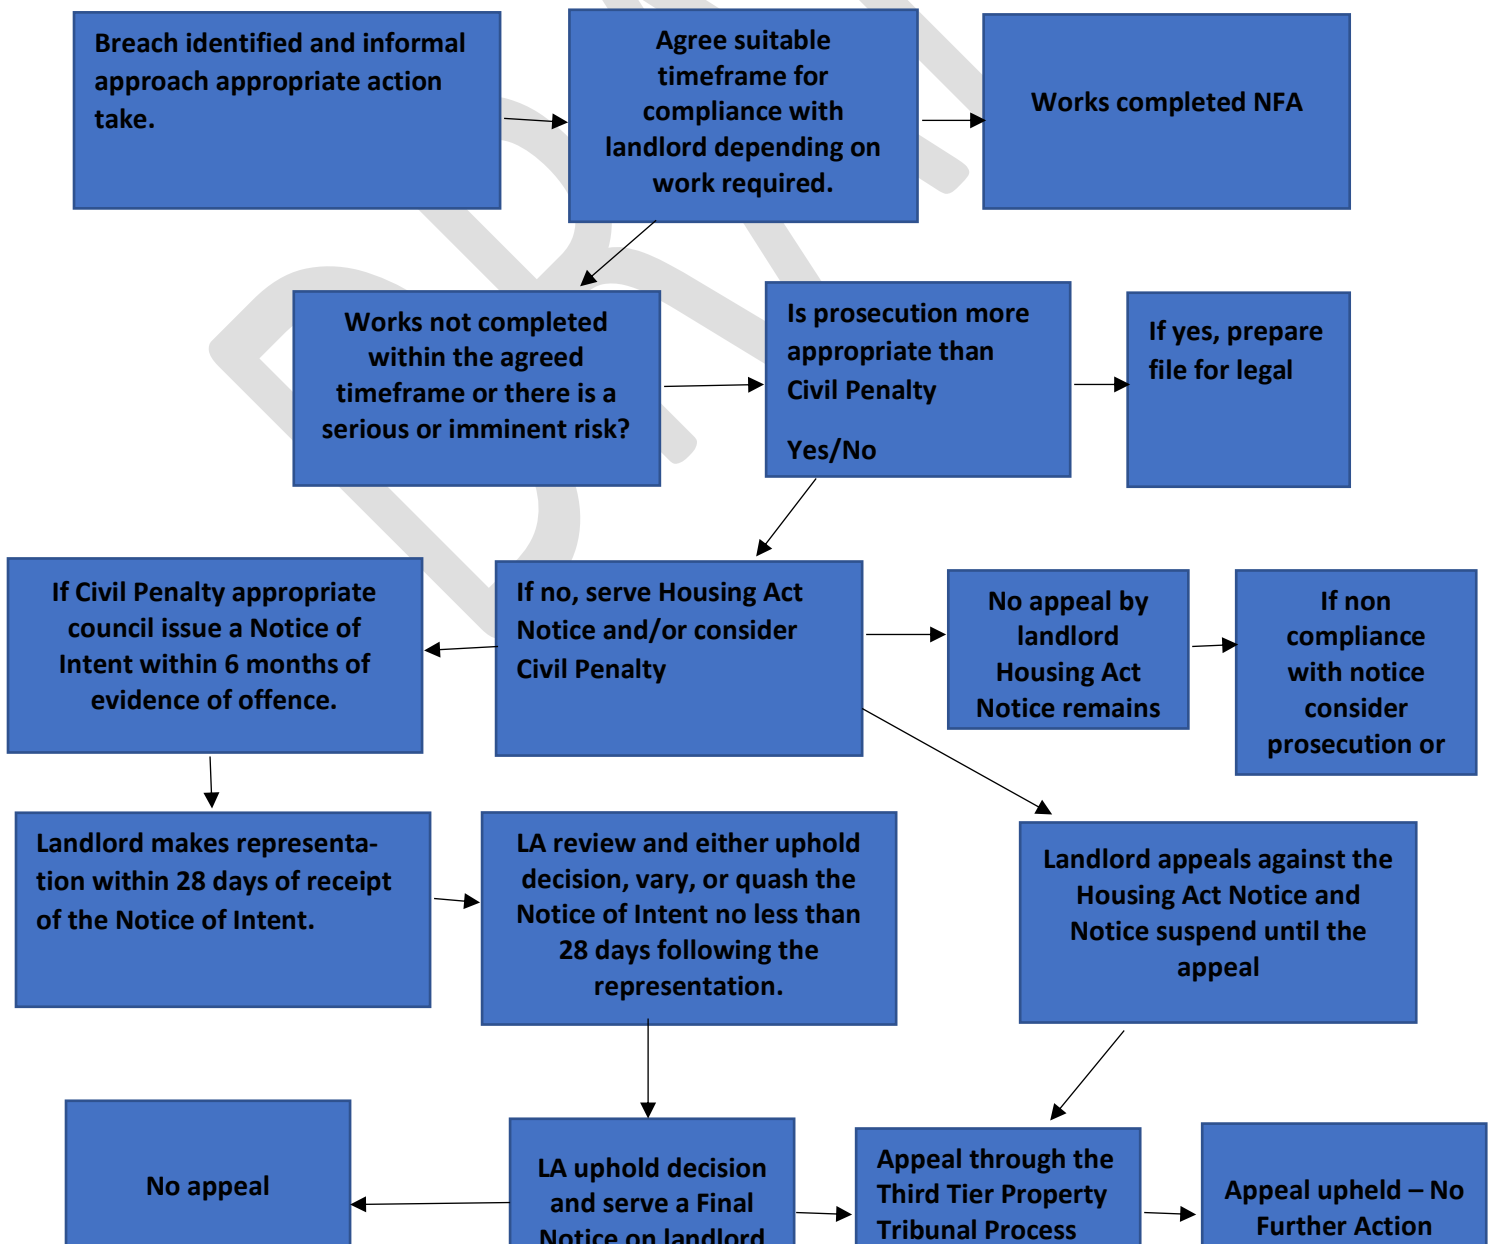 Breach identified and informal
approach appropriate action
take.
Agree suitable
timeframe for
compliance with
landlord depending on
work required.
Works completed NFA
Works not completed
within the agreed
timeframe or there is a
serious or imminent risk?
Is prosecution more
appropriate than
Civil Penalty
Yes/No
If yes, prepare
file for legal
If Civil Penalty appropriate
council issue a Notice of
Intent within 6 months of
evidence of offence.
If no, serve Housing Act
Notice and/or consider
Civil Penalty
No appeal by
landlord
Housing Act
Notice remains
If non
compliance
with notice
consider
prosecution or
Landlord makes representa-
tion within 28 days of receipt
of the Notice of Intent.
LA review and either uphold
decision, vary, or quash the
Notice of Intent no less than
28 days following the
representation.
Landlord appeals against the
Housing Act Notice and
Notice suspend until the
appeal
No appeal
LA uphold decision
and serve a Final
Notice on landlord
Appeal through the
Third Tier Property
Tribunal Process
Appeal upheld – No
Further Action